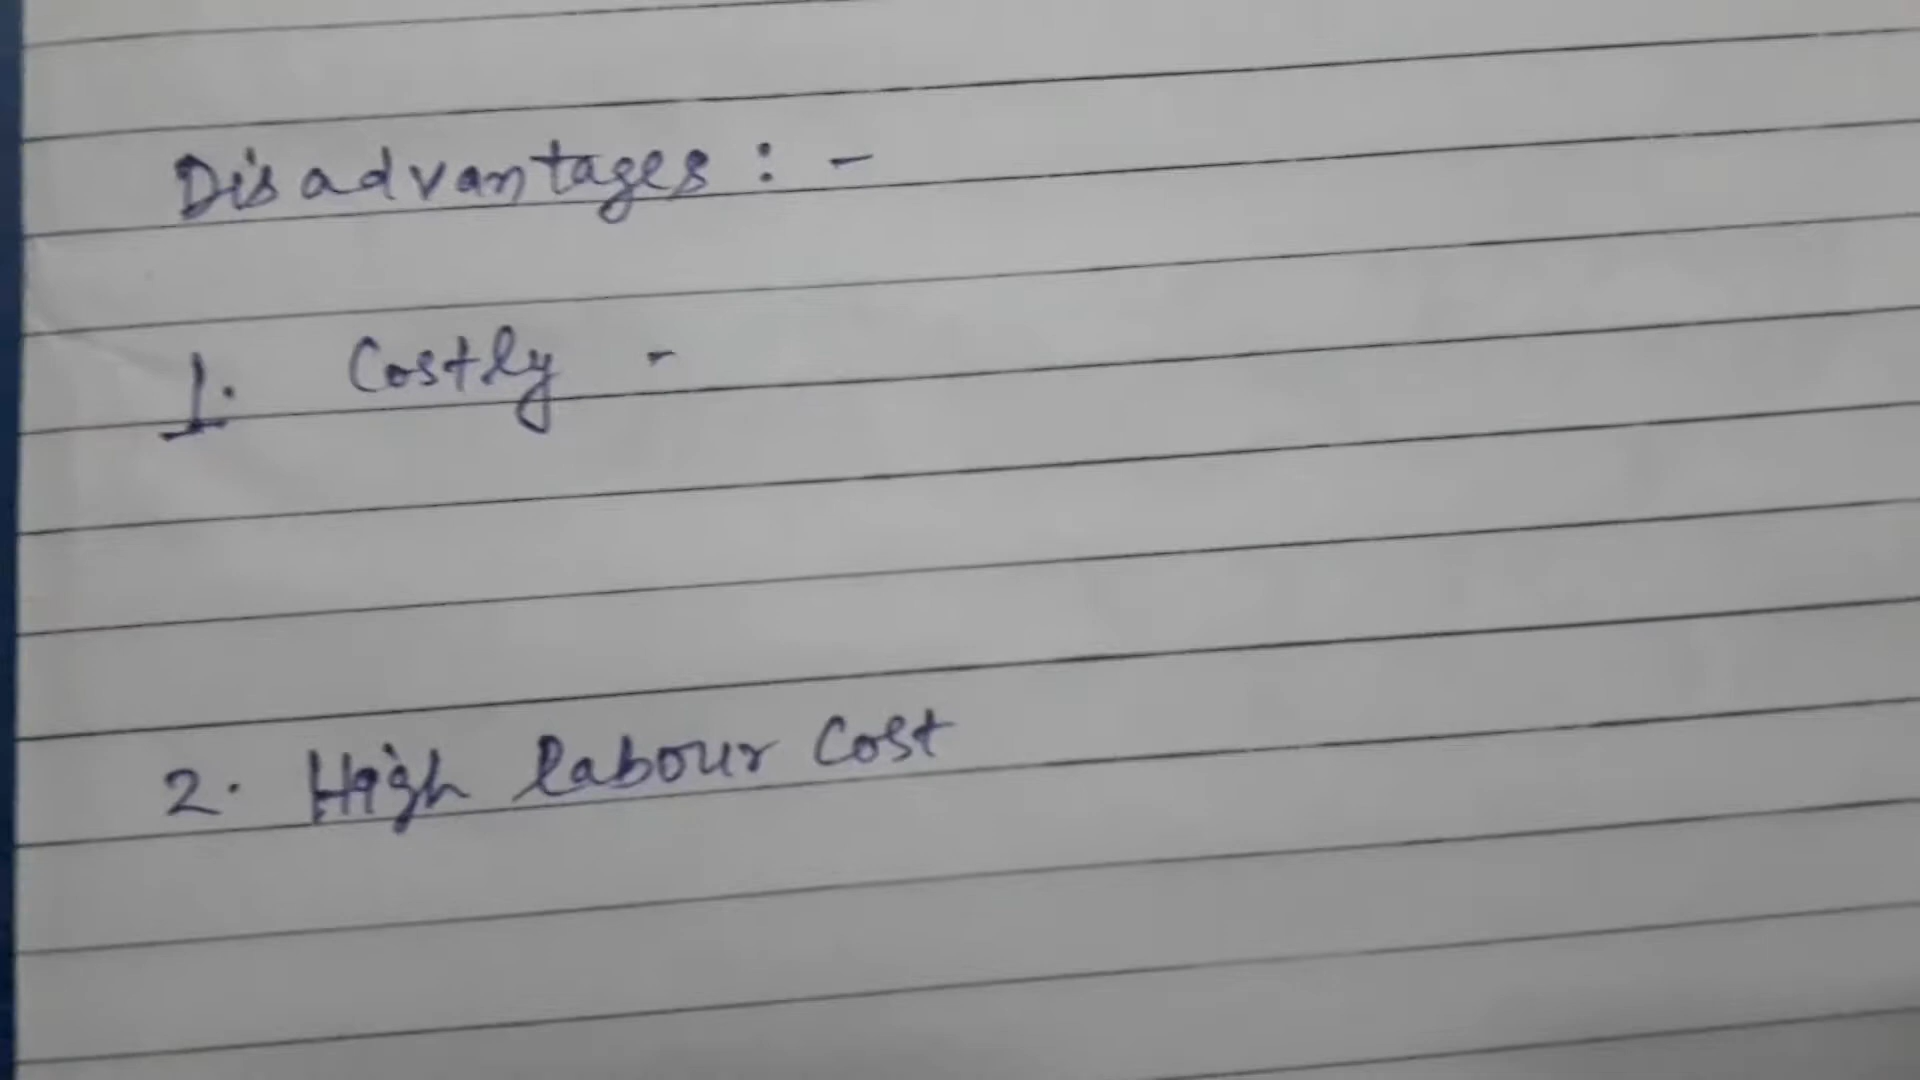 Disadvantages : -
1. Costly -
2. High labour cost